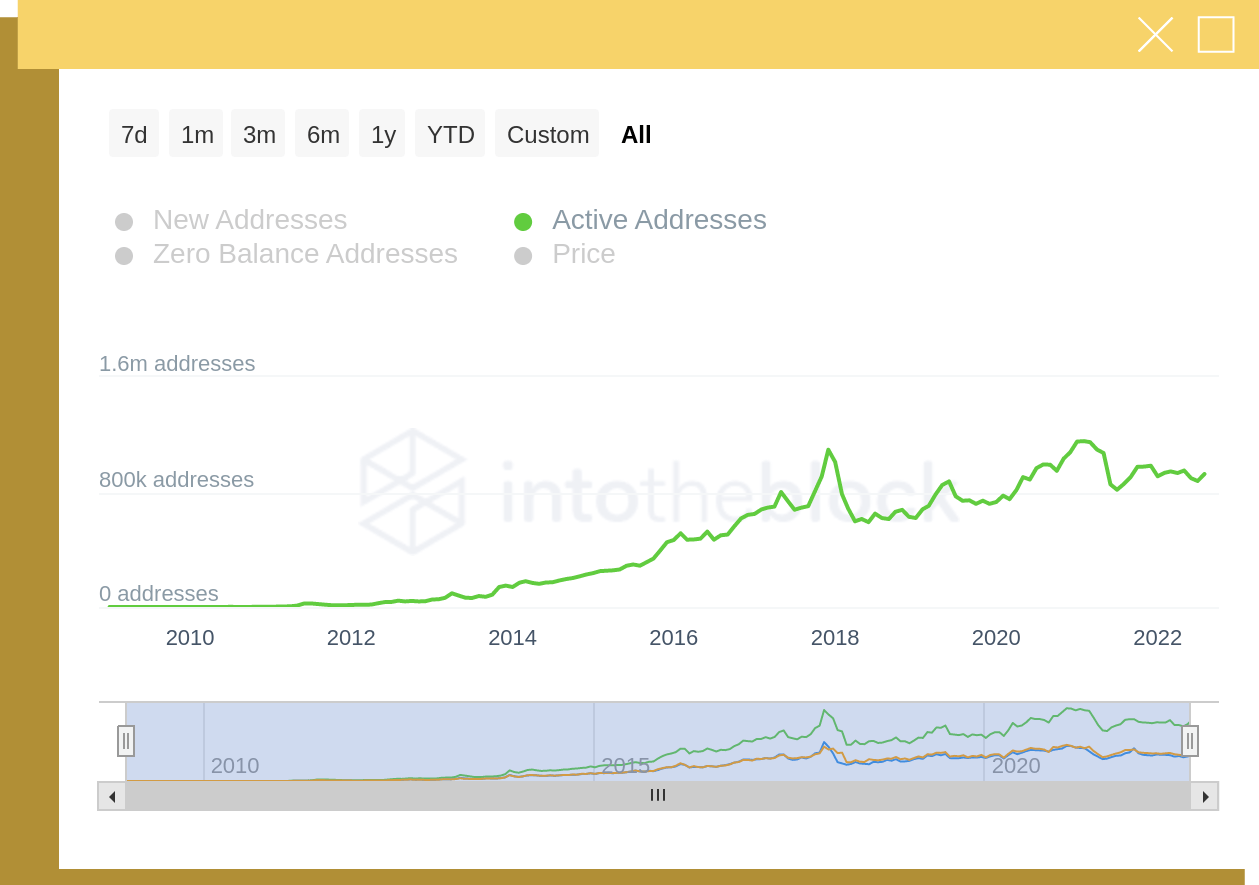 7d 1m 3m 6m 1y YTD Custom All
New Addresses Active Addresses
Zero Balance Addresses Price
1.6m addresses
intotheblock
800k addresses
0 addresses
2010 2012 2014 2016 2018 2020 2022
2010 2015 2020